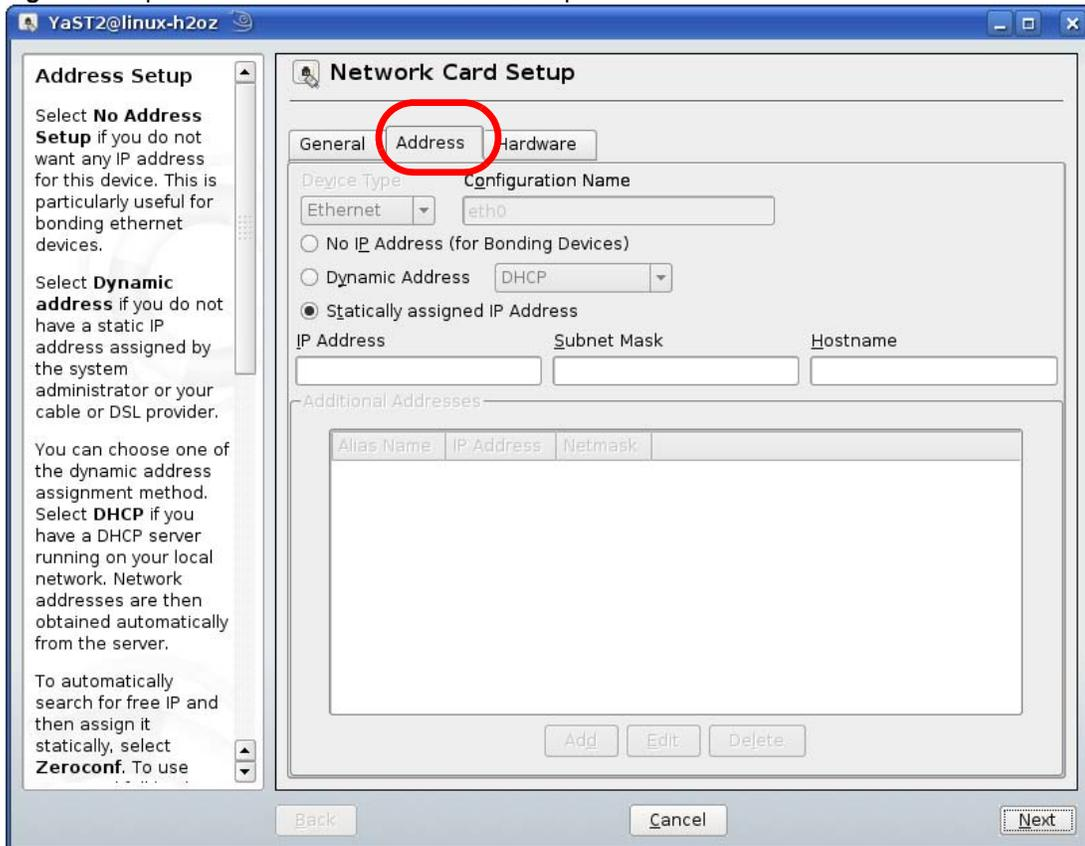 YaST2@linux-h2oz
Address Setup
Select No Address
Setup if you do not
want any IP address
for this device. This is
particularly useful for
bonding ethernet
devices.
Select Dynamic
address if you do not
have a static IP
address assigned by
the system
administrator or your
cable or DSL provider.
You can choose one of
the dynamic address
assignment method.
Select DHCP if you
have a DHCP server
running on your local
network. Network
addresses are then
obtained automatically
from the server.
To automatically
search for free IP and
then assign it
statically, select
Zeroconf. To use
Network Card Setup
General Address Hardware
Device Type Configuration Name
Ethernet eth0
No IP Address (for Bonding Devices)
Dynamic Address DHCP
Statically assigned IP Address
IP Address Subnet Mask Hostname
Additional Addresses
Alias Name IP Address Netmask
Add Edit Delete
Back Cancel Next